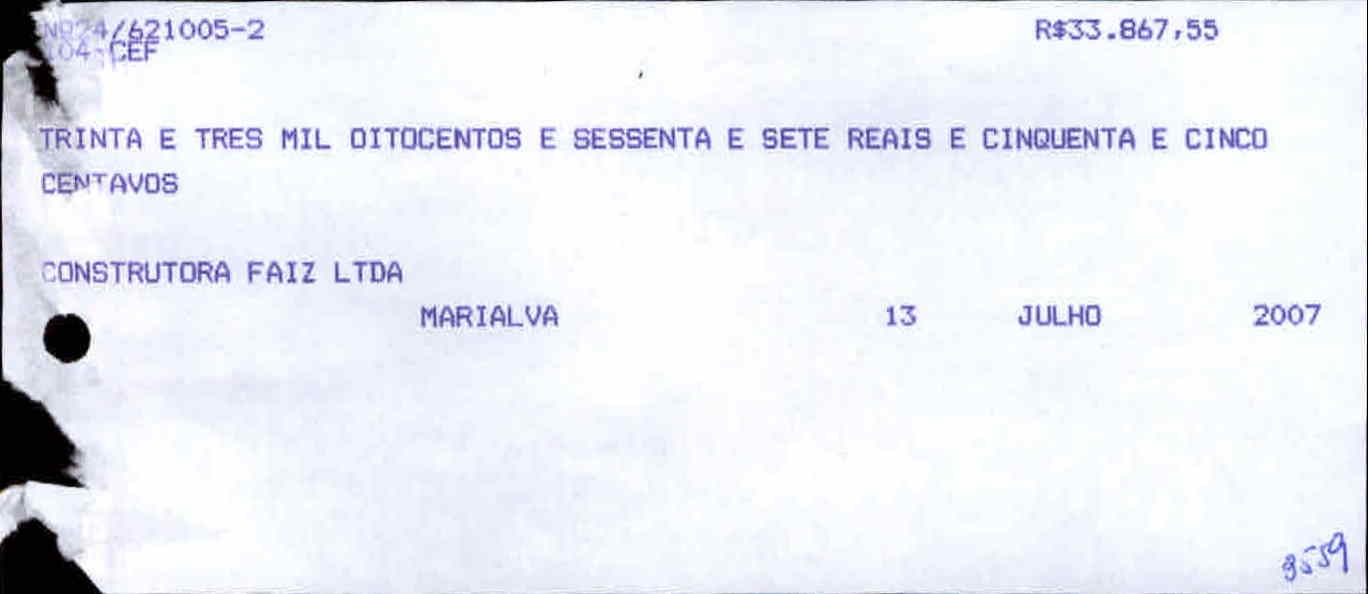 Nº24/621005-2 R$33.867,55
104-CEF
TRINTA E TRES MIL OITOCENTOS E SESSENTA E SETE REAIS E CINQUENTA E CINCO
CENTAVOS
CONSTRUTORA FAIZ LTDA
MARIALVA 13 JULHO 2007